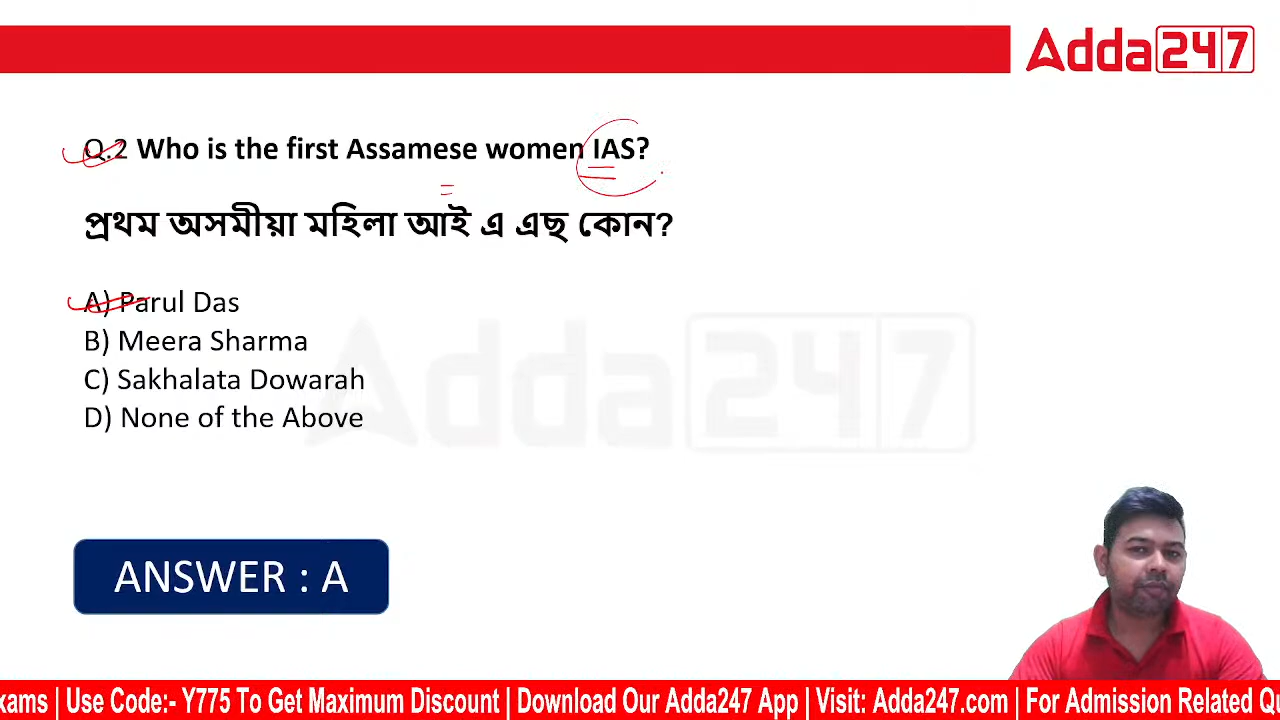 Adda247
Q.2 Who is the first Assamese women IAS?
প্ৰথম অসমীয়া মহিলা আই এ এছ কোন?
A) Parul Das
B) Meera Sharma
C) Sakhalata Dowarah
D) None of the Above
Adda247
ANSWER : A
xams | Use Code:- Y775 To Get Maximum Discount | Download Our Adda247 App | Visit: Adda247.com | For Admission Related Qu